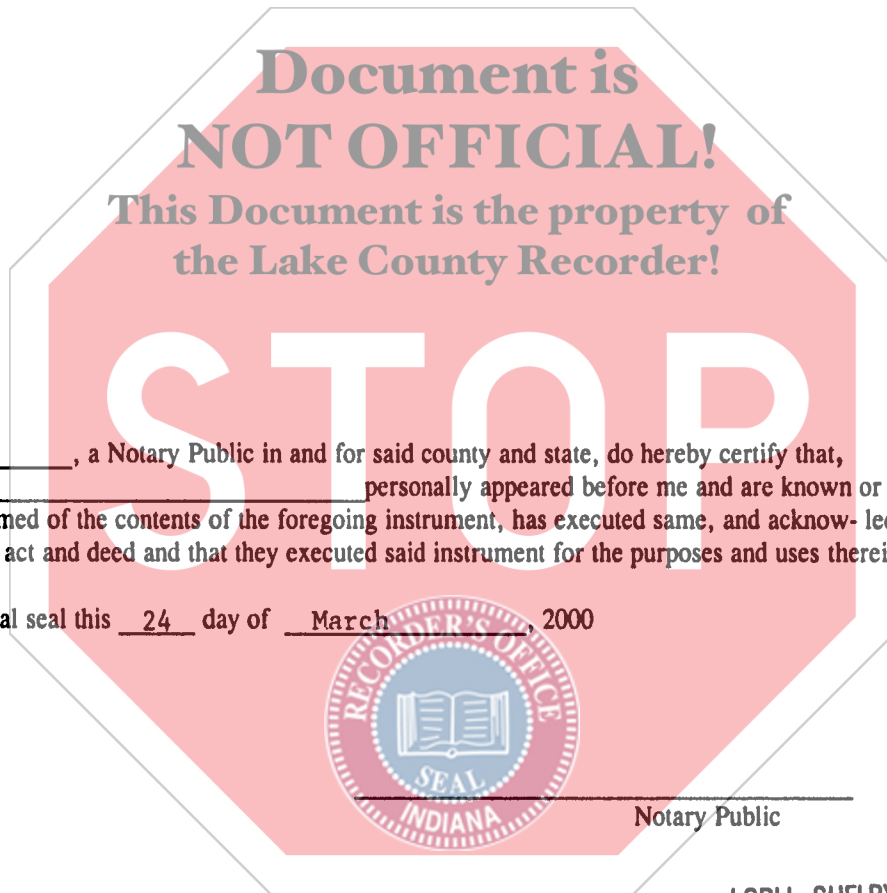 Document is
NOT OFFICIAL!
This Document is the property of
the Lake County Recorder!
STOP
, a Notary Public in and for said county and state, do hereby certify that,
personally appeared before me and are known or
med of the contents of the foregoing instrument, has executed same, and acknow- led
act and deed and that they executed said instrument for the purposes and uses therei
al seal this 24 day of March, 2000
RECORDER'S OFFICE
SEAL
INDIANA
Notary Public